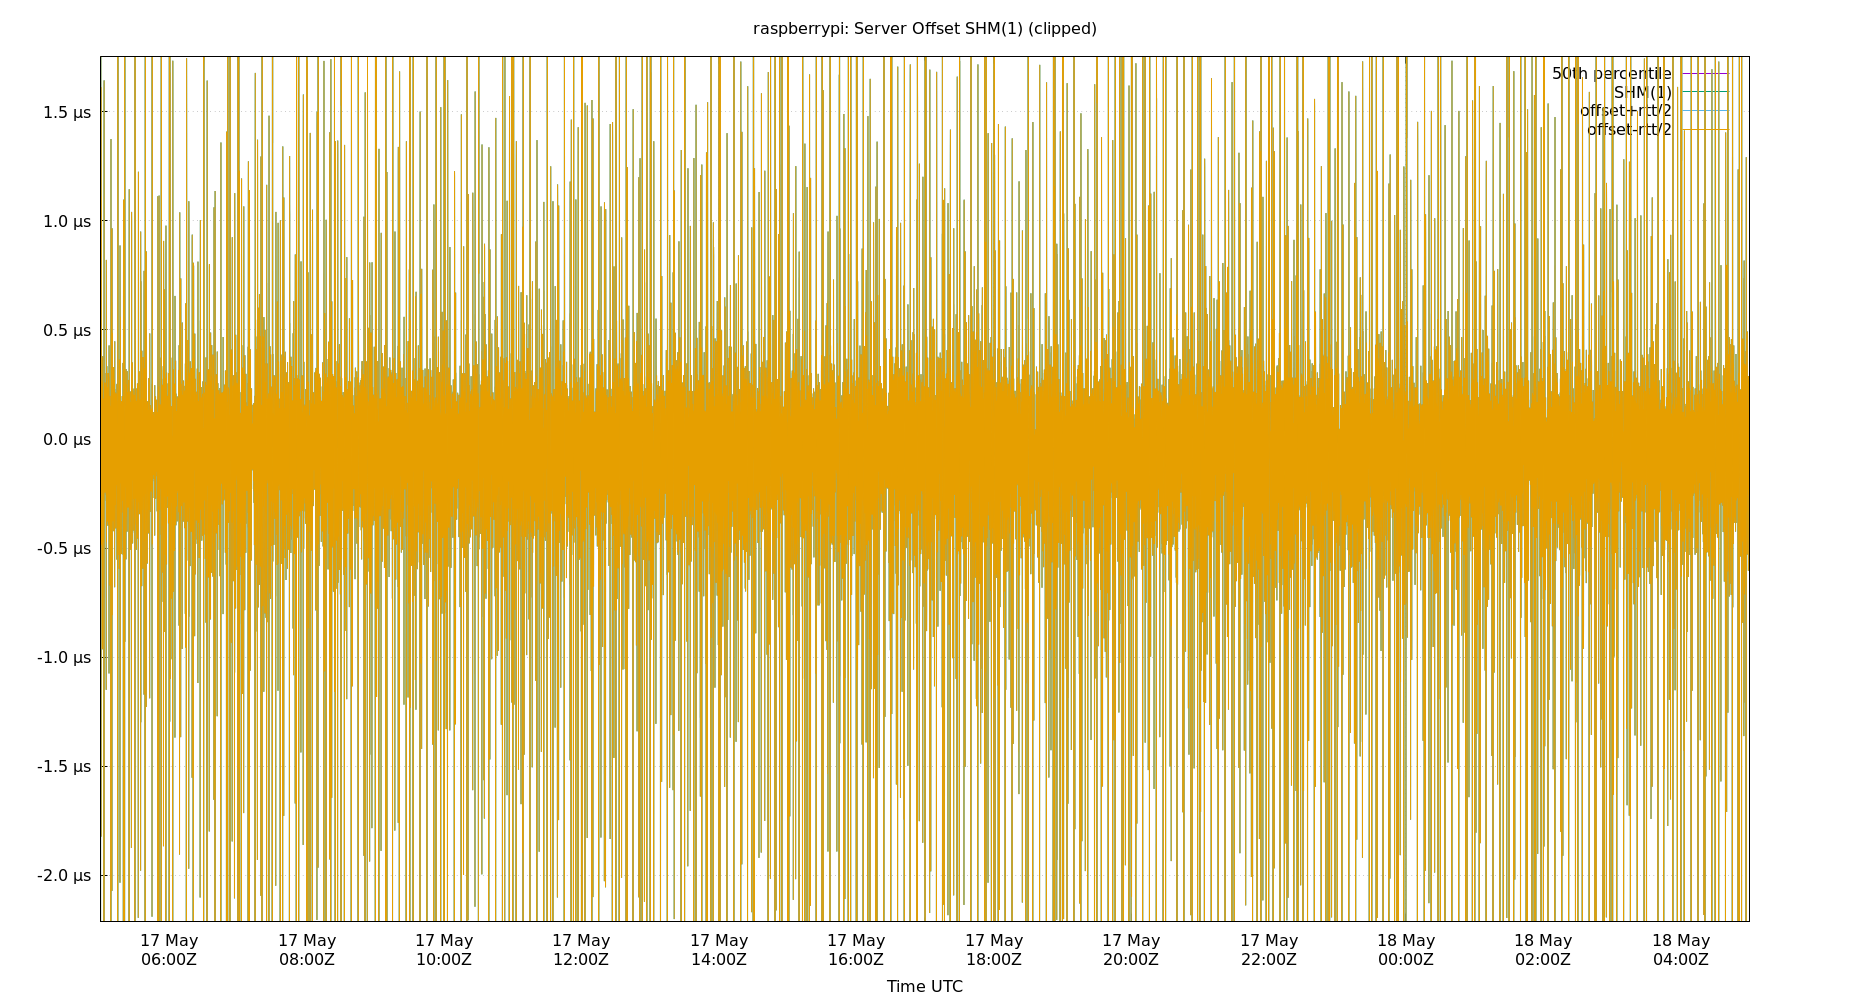 raspberrypi: Server Offset SHM(1) (clipped)
50th percentile
SHM(1)
offset+rtt/2
offset-rtt/2
1.5 µs
1.0 µs
0.5 µs
0.0 µs
-0.5 µs
-1.0 µs
-1.5 µs
-2.0 µs
17 May 17 May 17 May 17 May 17 May 17 May 17 May 17 May 17 May 18 May 18 May 18 May
06:00Z 08:00Z 10:00Z 12:00Z 14:00Z 16:00Z 18:00Z 20:00Z 22:00Z 00:00Z 02:00Z 04:00Z
Time UTC